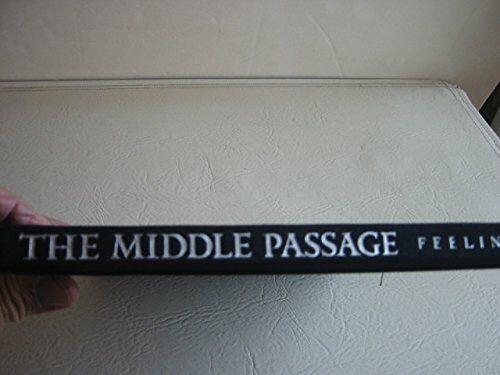 THE MIDDLE PASSAGE FEELIN